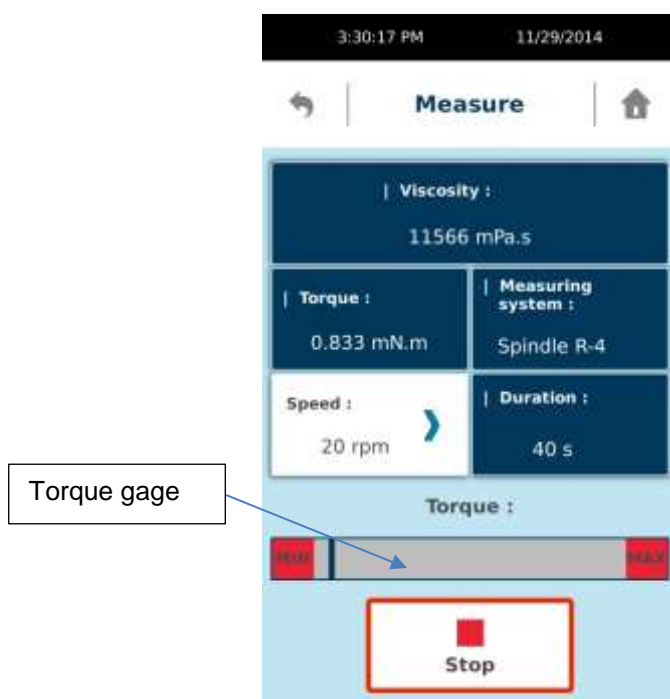 3:30:17 PM 11/29/2014
Measure
| Viscosity :
11566 mPa.s
| Torque :
0.833 mN.m
| Measuring
system :
Spindle R-4
Speed :
20 rpm
| Duration :
40 s
Torque gage
Torque :
MIN MAX
Stop